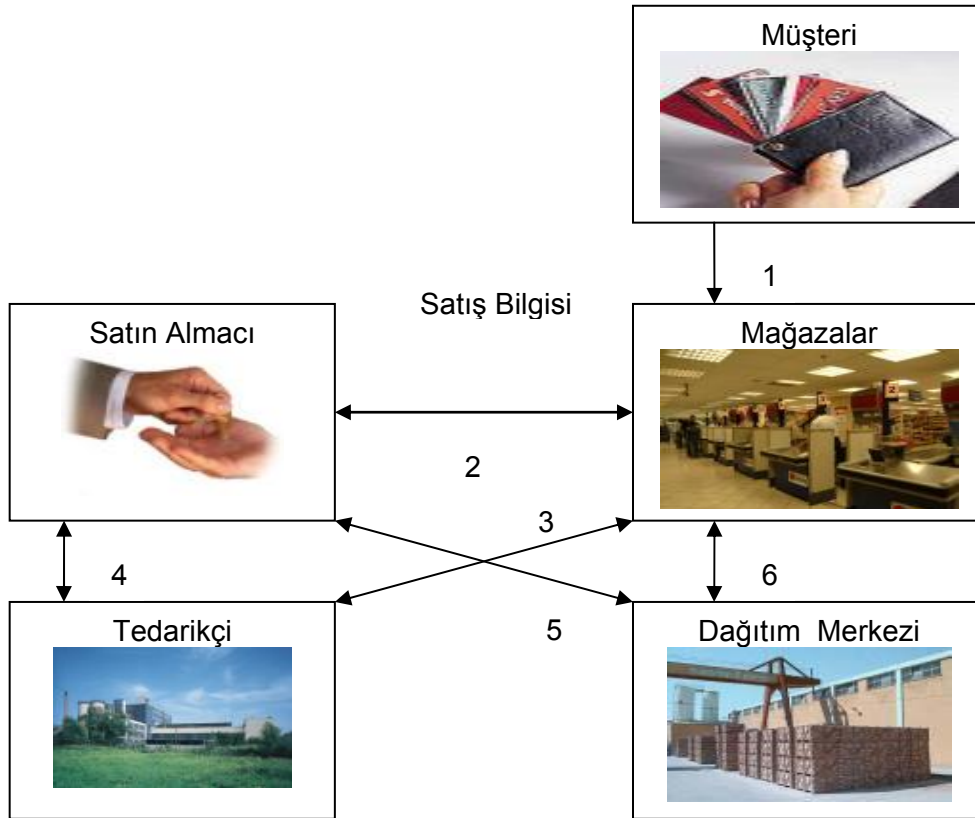 Müşteri
1
Satış Bilgisi
Satın Almacı
Mağazalar
2
3
4
6
Tedarikçi
5
Dağıtım Merkezi